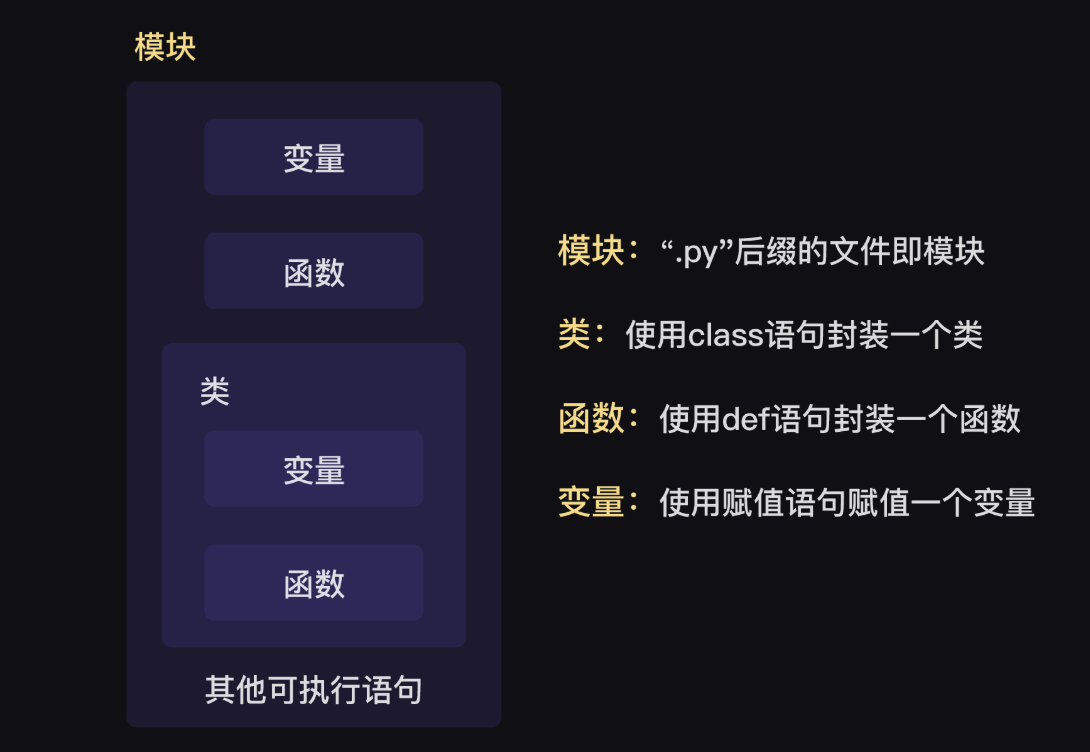 模块
变量
函数
类
变量
函数
其他可执行语句
模块：“.py”后缀的文件即模块
类：使用class语句封装一个类
函数：使用def语句封装一个函数
变量：使用赋值语句赋值一个变量